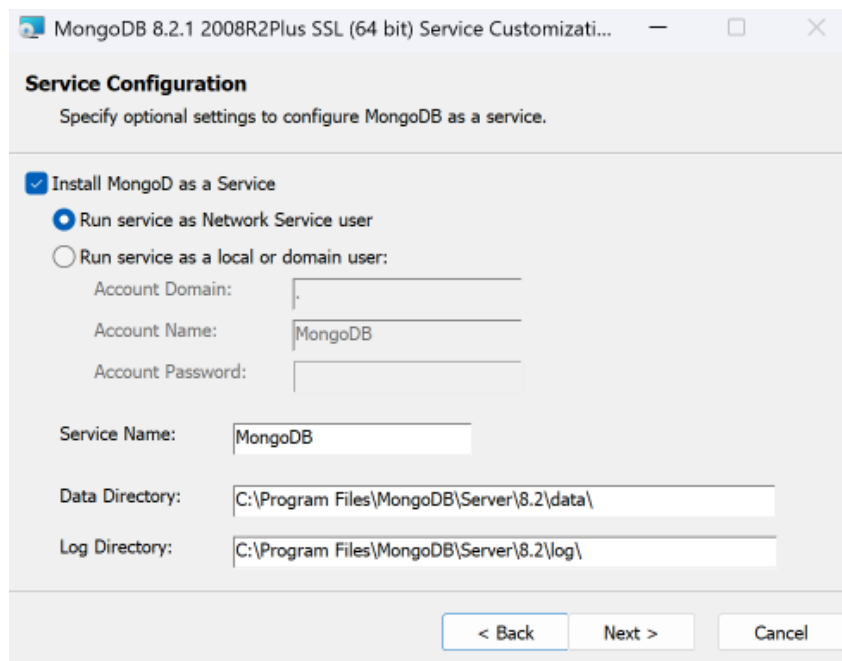 MongoDB 8.2.1 2008R2Plus SSL (64 bit) Service Customizati...
Service Configuration
Specify optional settings to configure MongoDB as a service.
Install MongoD as a Service
Run service as Network Service user
Run service as a local or domain user:
Account Domain: .
Account Name: MongoDB
Account Password:
Service Name: MongoDB
Data Directory: C:\Program Files\MongoDB\Server\8.2\data\
Log Directory: C:\Program Files\MongoDB\Server\8.2\log\
< Back Next > Cancel